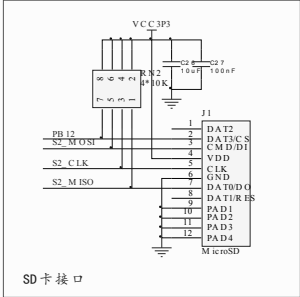 VCC3P3
8 6 4 2
RN2
4*10K
7 5 3 1
C26
10uF
C27
100nF
J1
PB12
S2_MOSI
S2_CLK
S2_MISO
1 DAT2
2 DAT3/CS
3 CMD/DI
4 VDD
5 CLK
6 GND
7 DAT0/DO
8 DAT1/RES
9 PAD1
10 PAD2
11 PAD3
12 PAD4
MicroSD
SD卡接口